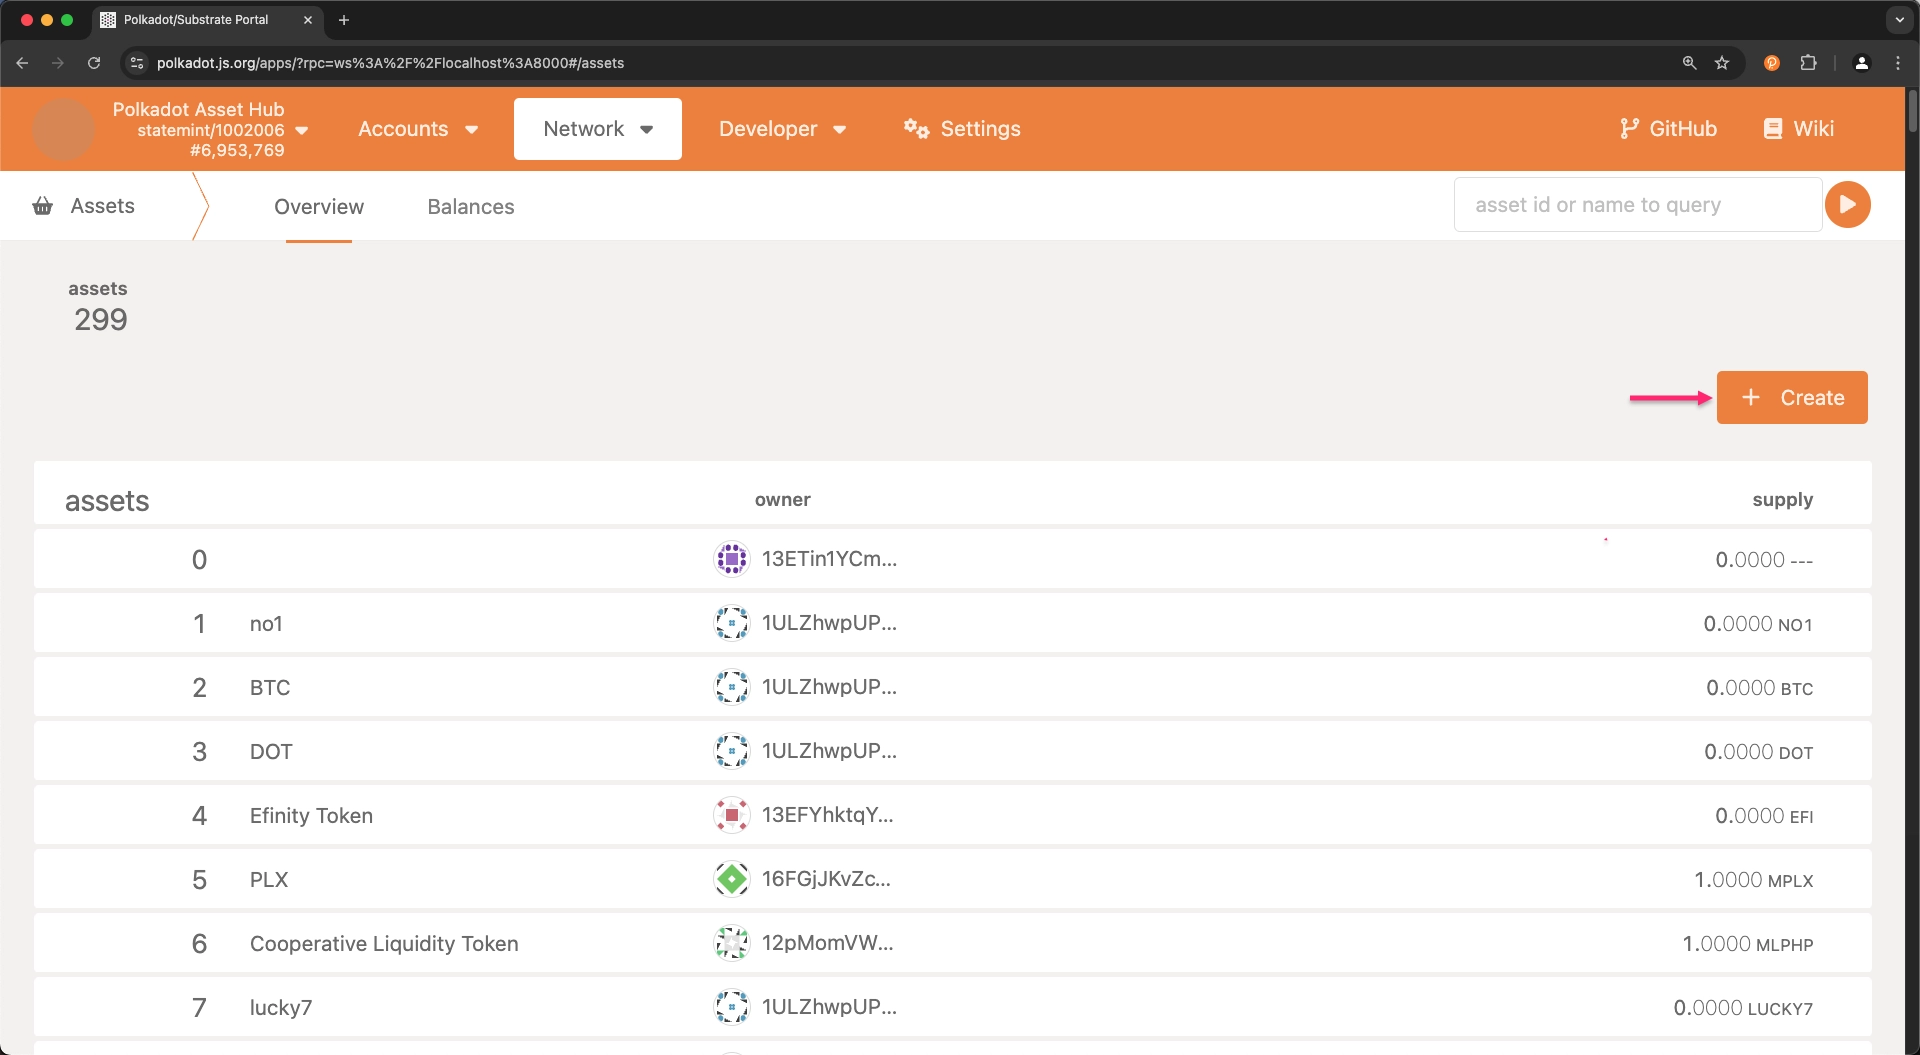 Polkadot/Substrate Portal
polkadot.js.org/apps/?rpc=ws%3A%2F%2Flocalhost%3A8000#/assets
Polkadot Asset Hub
statemint/1002006
#6,953,769
Accounts
Network
Developer
Settings
GitHub
Wiki
Assets
Overview
Balances
asset id or name to query
assets
299
+ Create
assets owner supply
0 13ETin1YCm... 0.0000 ---
1 no1 1ULZhwpUP... 0.0000 NO1
2 BTC 1ULZhwpUP... 0.0000 BTC
3 DOT 1ULZhwpUP... 0.0000 DOT
4 Efinity Token 13EFYhktqY... 0.0000 EFI
5 PLX 16FGjJKvZc... 1.0000 MPLX
6 Cooperative Liquidity Token 12pMomVW... 1.0000 MLPHP
7 lucky7 1ULZhwpUP... 0.0000 LUCKY7